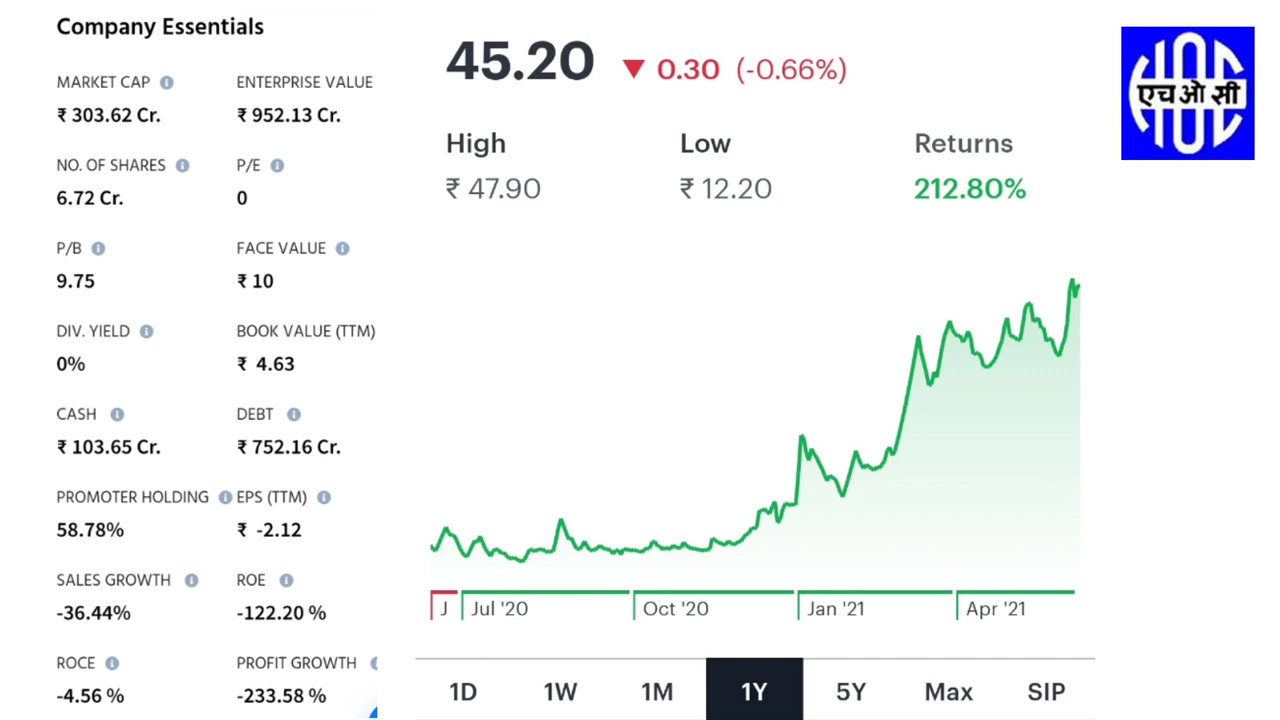 Company Essentials
MARKET CAP ENTERPRISE VALUE
₹ 303.62 Cr. ₹ 952.13 Cr.
NO. OF SHARES P/E
6.72 Cr. 0
P/B FACE VALUE
9.75 ₹ 10
DIV. YIELD BOOK VALUE (TTM)
0% ₹ 4.63
CASH DEBT
₹ 103.65 Cr. ₹ 752.16 Cr.
PROMOTER HOLDING EPS (TTM)
58.78% ₹ -2.12
SALES GROWTH ROE
-36.44% -122.20 %
ROCE PROFIT GROWTH
-4.56 % -233.58 %
45.20 ▼ 0.30 (-0.66%)
High Low Returns
₹ 47.90 ₹ 12.20 212.80%
J Jul '20 Oct '20 Jan '21 Apr '21
1D 1W 1M 1Y 5Y Max SIP
HOC
एच ओ सी
HOC